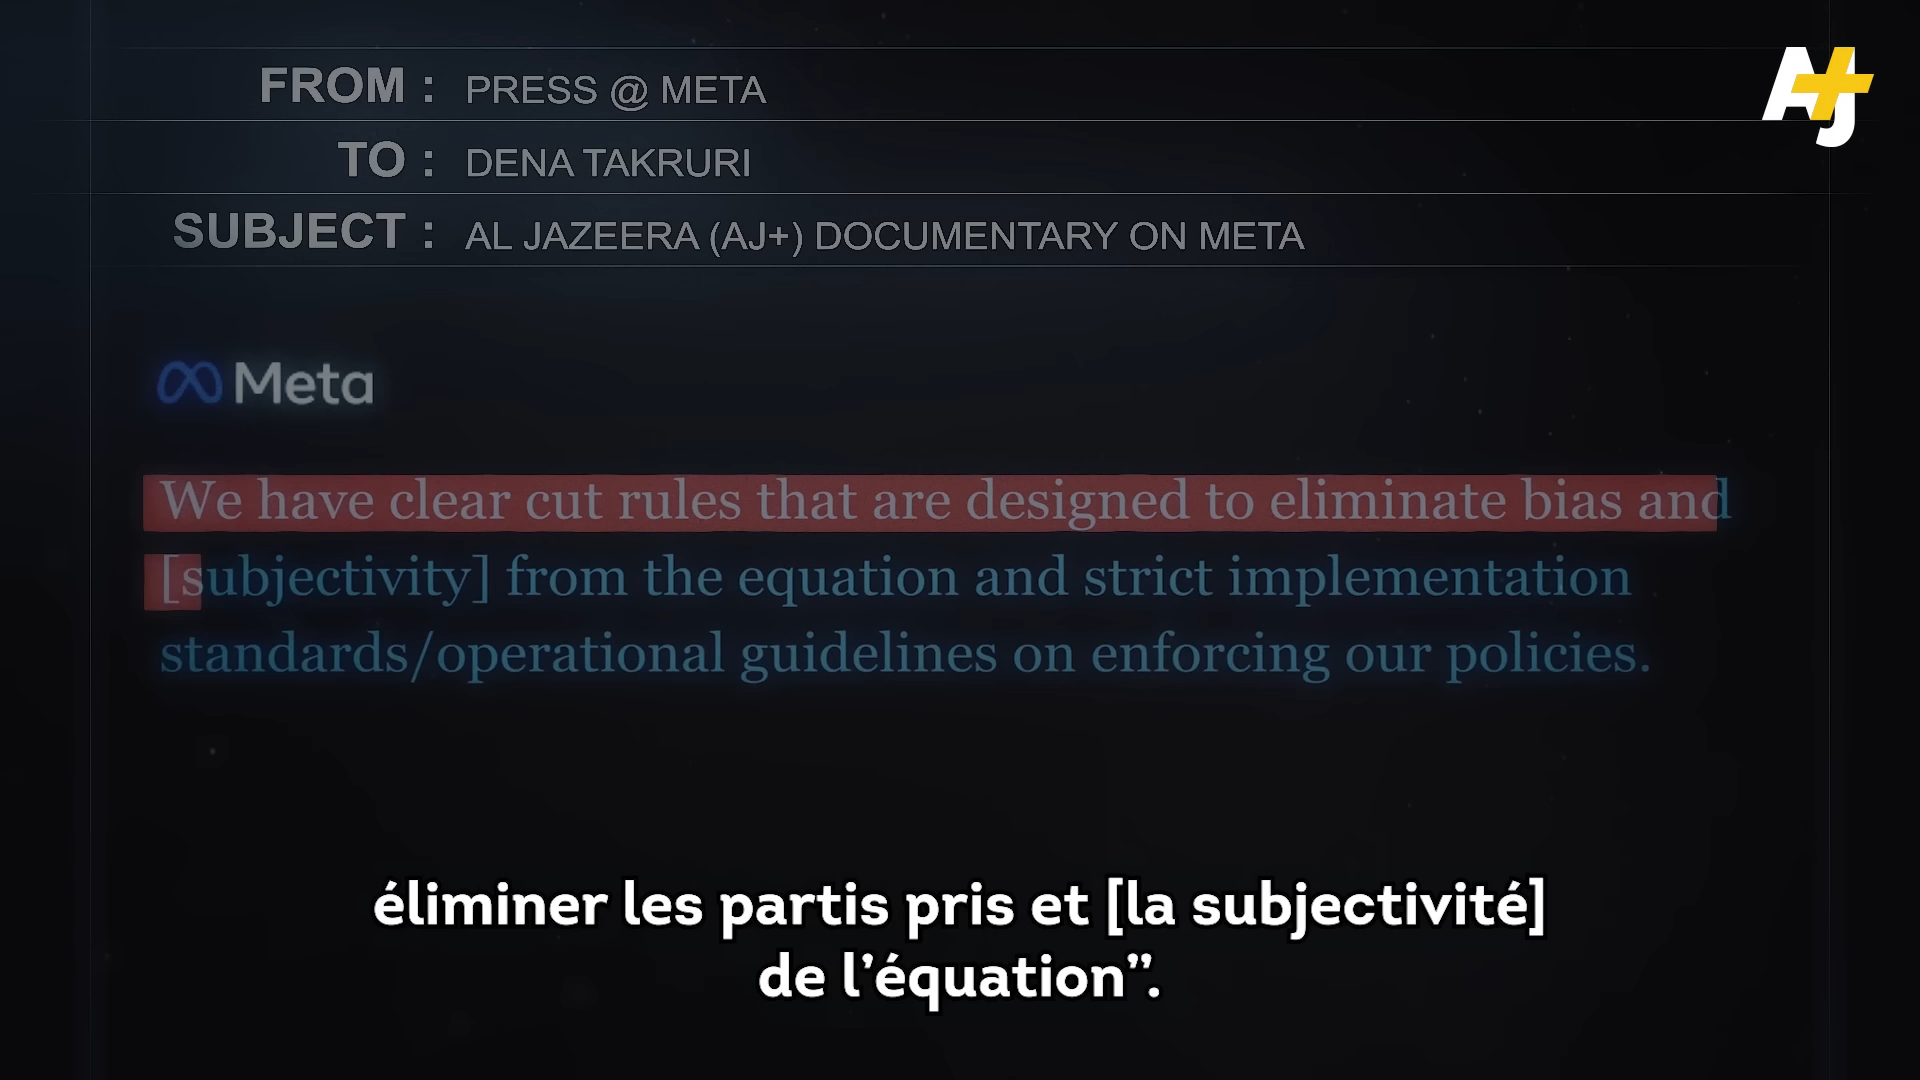 FROM : PRESS @ META
TO : DENA TAKRURI
SUBJECT : AL JAZEERA (AJ+) DOCUMENTARY ON META
AJ+
Meta
We have clear cut rules that are designed to eliminate bias and
[subjectivity] from the equation and strict implementation
standards/operational guidelines on enforcing our policies.
éliminer les partis pris et [la subjectivité]
de l’équation”.